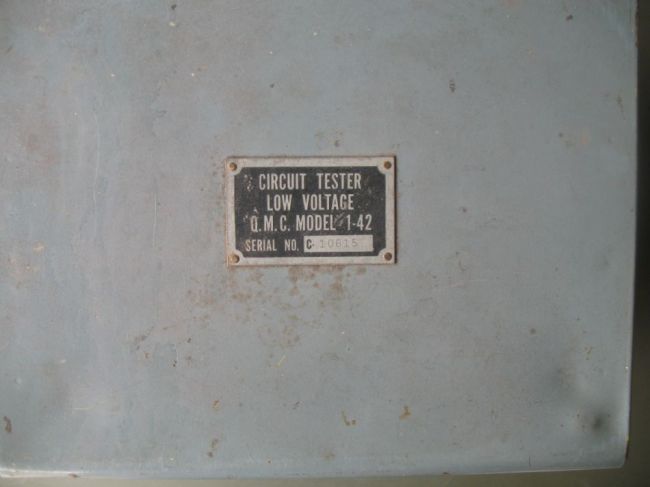 CIRCUIT TESTER
LOW VOLTAGE
Q.M.C. MODEL 1-42
SERIAL NO. C-10615